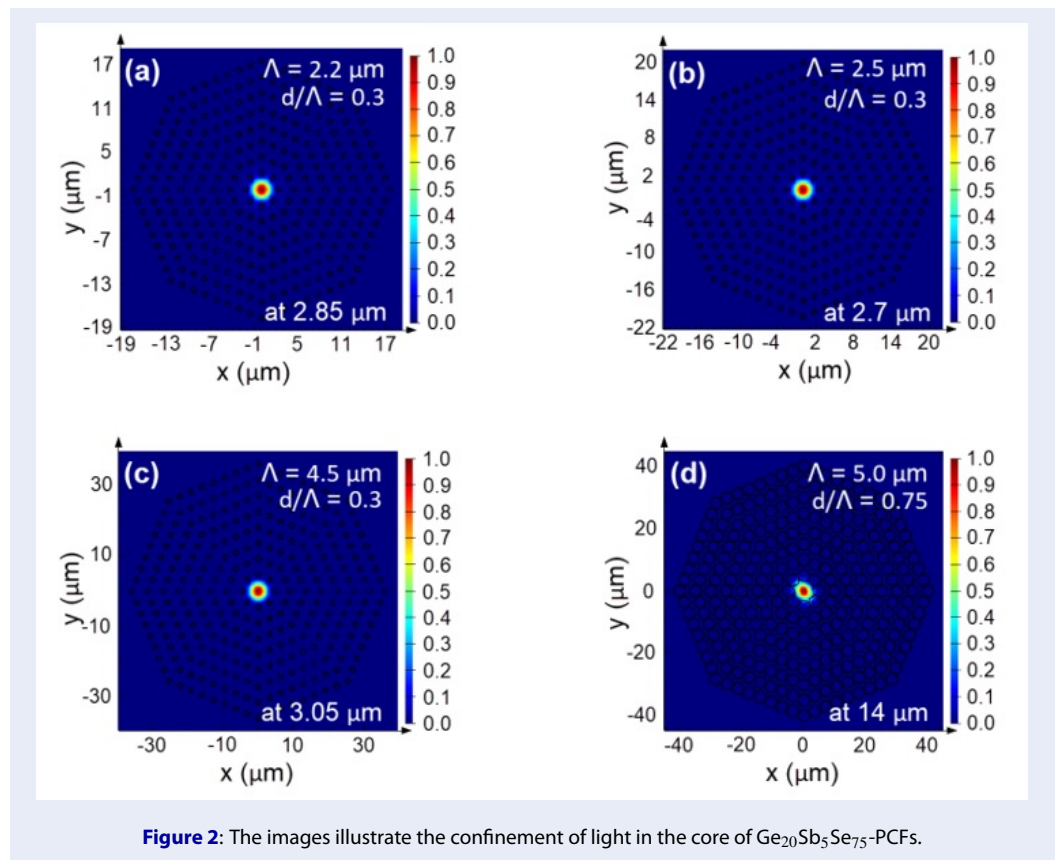 (a)
Λ = 2.2 μm
d/Λ = 0.3
at 2.85 μm
y (μm)
17
11
5
-1
-7
-13
-19
-19 -13 -7 -1 5 11 17
x (μm)
1.0
0.9
0.8
0.7
0.6
0.5
0.4
0.3
0.2
0.1
0.0
(b)
Λ = 2.5 μm
d/Λ = 0.3
at 2.7 μm
y (μm)
20
14
8
2
-4
-10
-16
-22
-22 -16 -10 -4 2 8 14 20
x (μm)
1.0
0.9
0.8
0.7
0.6
0.5
0.4
0.3
0.2
0.1
0.0
(c)
Λ = 4.5 μm
d/Λ = 0.3
at 3.05 μm
y (μm)
30
10
-10
-30
-30 -10 10 30
x (μm)
1.0
0.9
0.8
0.7
0.6
0.5
0.4
0.3
0.2
0.1
0.0
(d)
Λ = 5.0 μm
d/Λ = 0.75
at 14 μm
y (μm)
40
20
0
-20
-40
-40 -20 0 20 40
x (μm)
1.0
0.9
0.8
0.7
0.6
0.5
0.4
0.3
0.2
0.1
0.0
Figure 2: The images illustrate the confinement of light in the core of Ge₂₀Sb₅Se₇₅-PCFs.